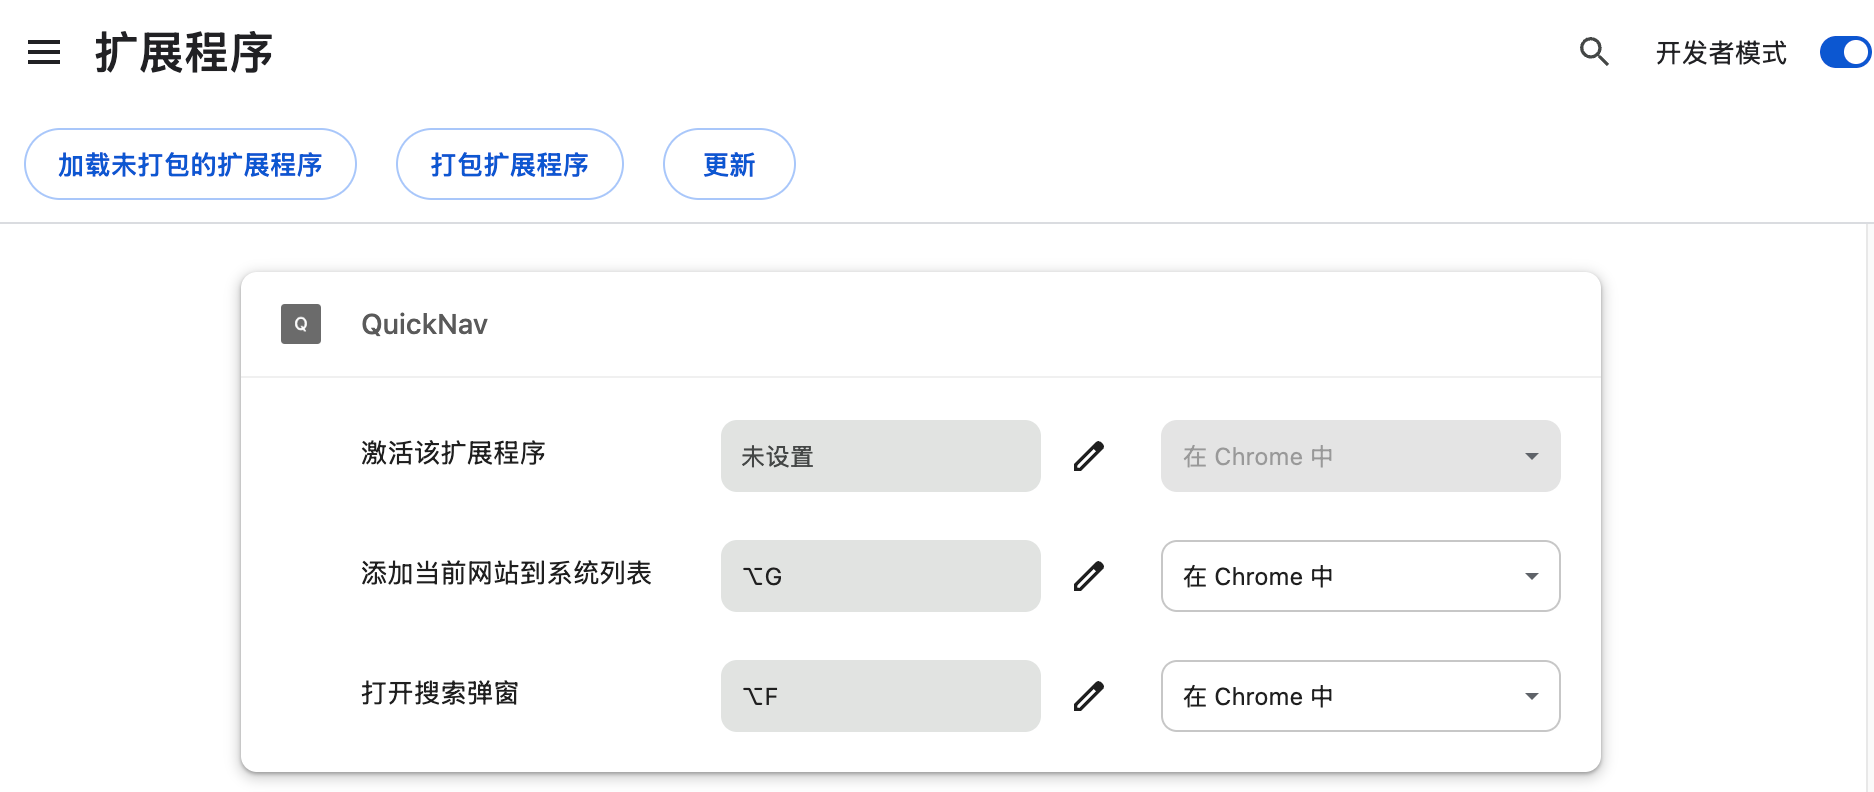 扩展程序
开发者模式
加载未打包的扩展程序
打包扩展程序
更新
Q
QuickNav
激活该扩展程序
未设置
在 Chrome 中
添加当前网站到系统列表
⌥G
在 Chrome 中
打开搜索弹窗
⌥F
在 Chrome 中